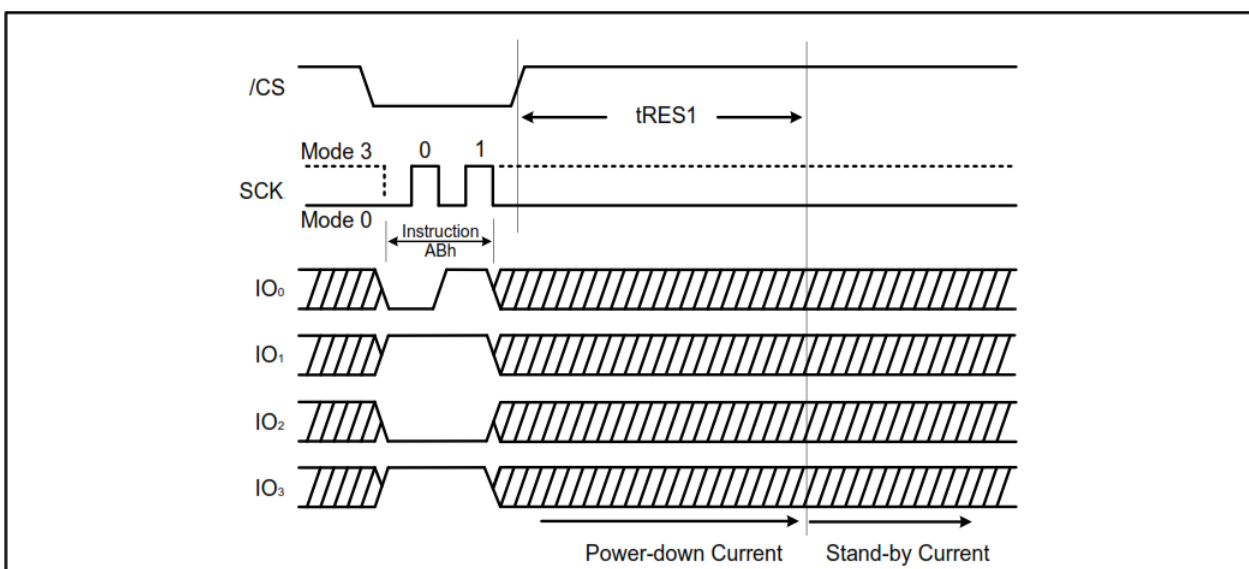 /CS
tRES1
Mode 3 0 1
SCK
Mode 0
Instruction
ABh
IO₀
IO₁
IO₂
IO₃
Power-down Current Stand-by Current